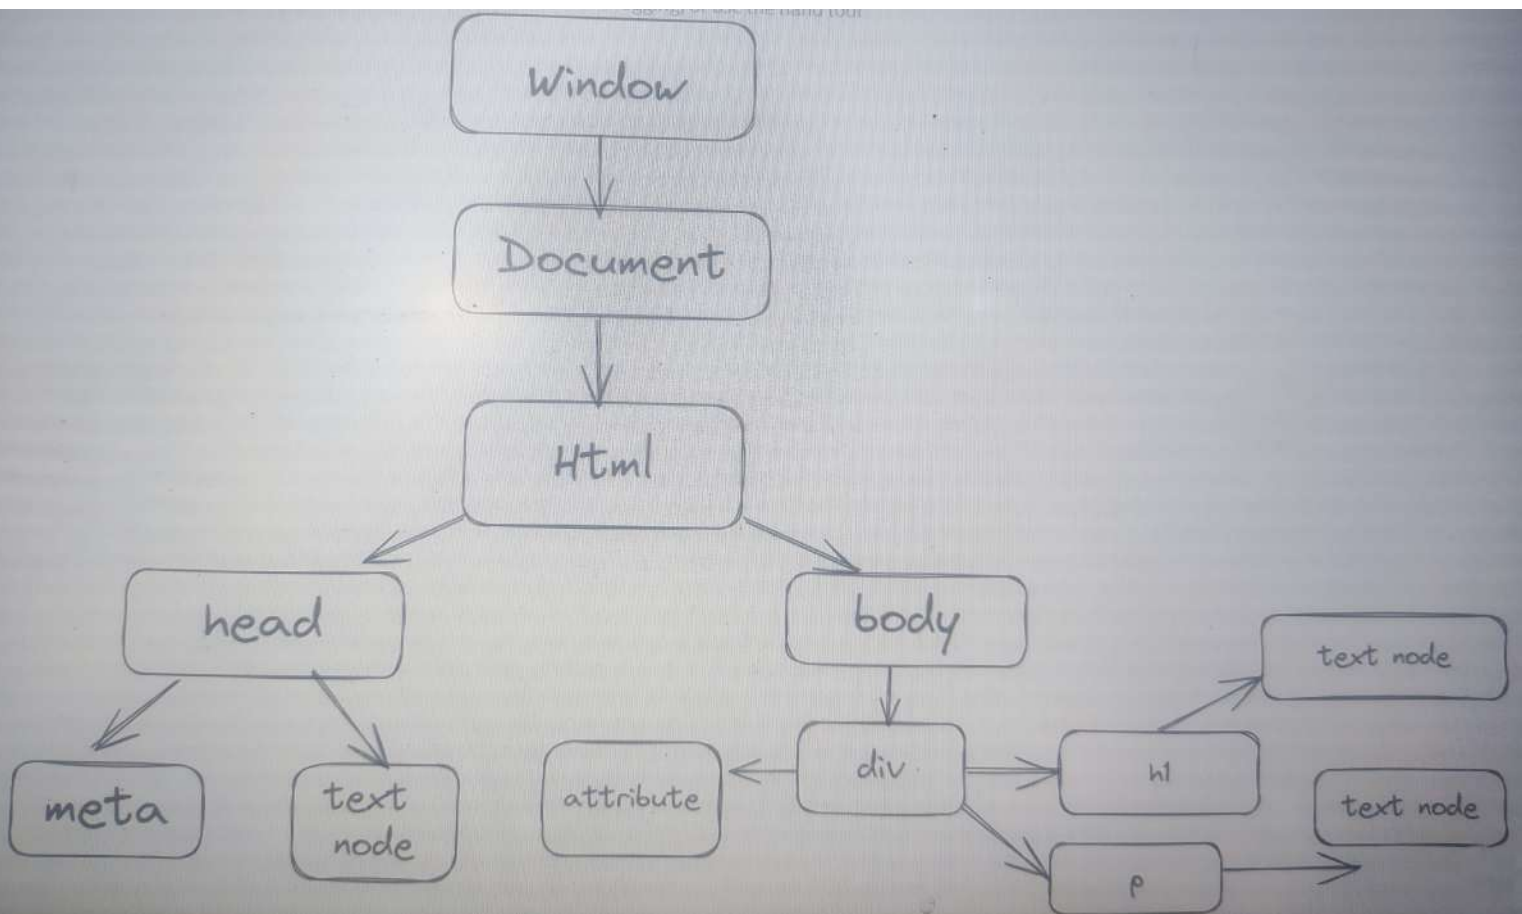 Window
Document
Html
head
body
text node
meta
text
node
attribute
div
h1
text node
p